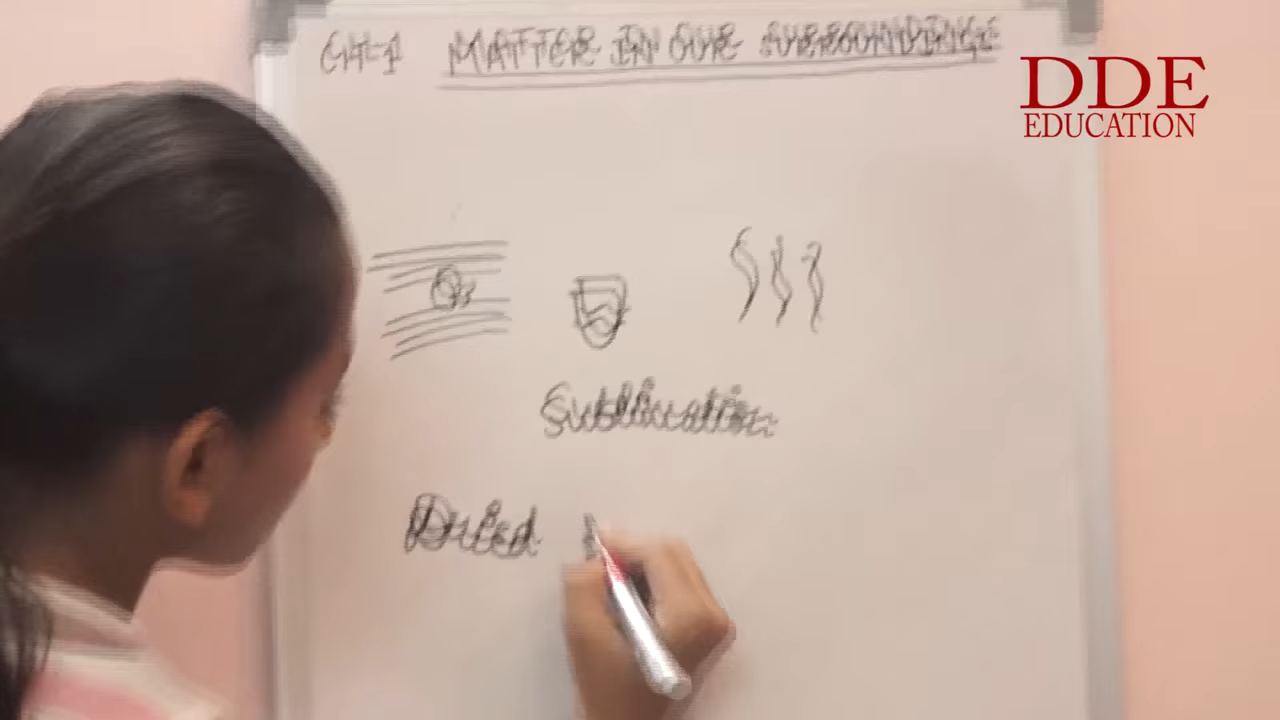 CH-1 MATTER IN OUR SURROUNDINGS
DDE
EDUCATION
Sublimation
Dried